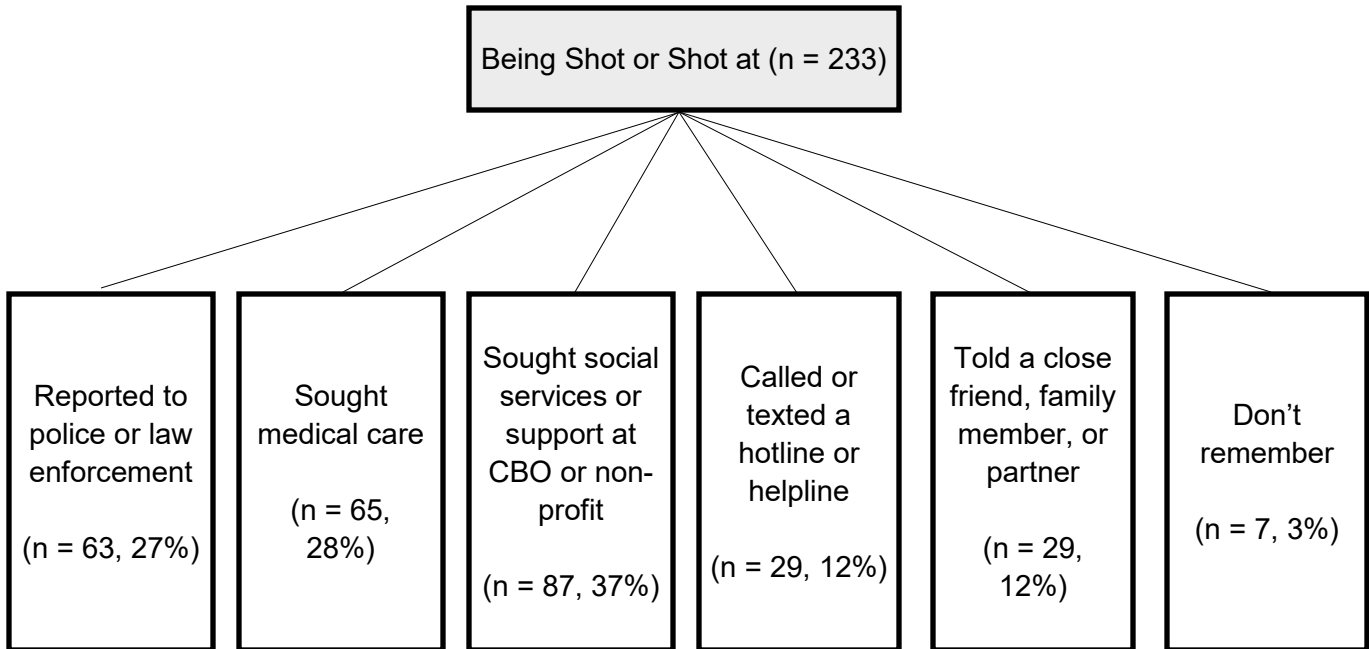 Being Shot or Shot at (n = 233)
Reported to
police or law
enforcement
(n = 63, 27%)
Sought
medical care
(n = 65,
28%)
Sought social
services or
support at
CBO or non-
profit
(n = 87, 37%)
Called or
texted a
hotline or
helpline
(n = 29, 12%)
Told a close
friend, family
member, or
partner
(n = 29,
12%)
Don’t
remember
(n = 7, 3%)